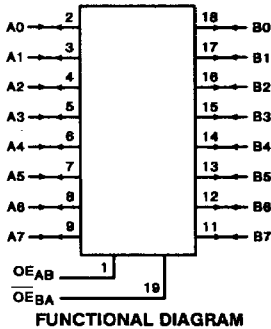 A0 2 18 B0
A1 3 17 B1
A2 4 16 B2
A3 5 15 B3
A4 6 14 B4
A5 7 13 B5
A6 8 12 B6
A7 9 11 B7
OEAB 1
OEBA 19
FUNCTIONAL DIAGRAM